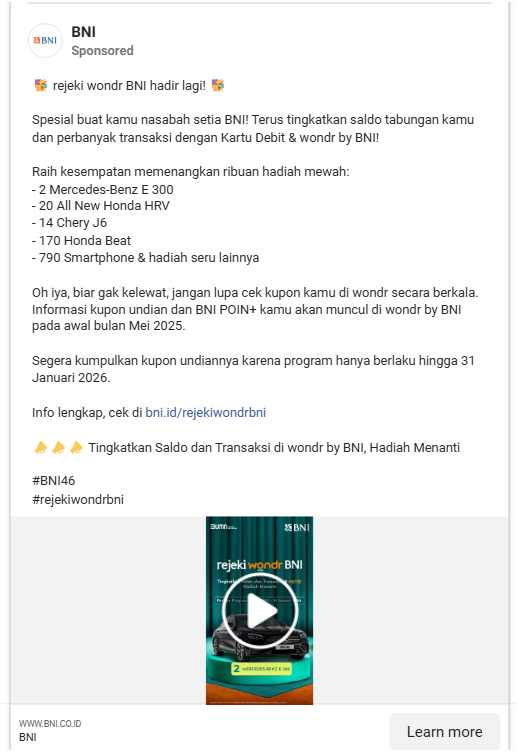 BNI
BNI
Sponsored
🎉 rejeki wondr BNI hadir lagi! 🎉
Spesial buat kamu nasabah setia BNI! Terus tingkatkan saldo tabungan kamu
dan perbanyak transaksi dengan Kartu Debit & wondr by BNI!
Raih kesempatan memenangkan ribuan hadiah mewah:
- 2 Mercedes-Benz E 300
- 20 All New Honda HRV
- 14 Chery J6
- 170 Honda Beat
- 790 Smartphone & hadiah seru lainnya
Oh iya, biar gak kelewat, jangan lupa cek kupon kamu di wondr secara berkala.
Informasi kupon undian dan BNI POIN+ kamu akan muncul di wondr by BNI
pada awal bulan Mei 2025.
Segera kumpulkan kupon undiannya karena program hanya berlaku hingga 31
Januari 2026.
Info lengkap, cek di bni.id/rejekiwondrbni
📣 📣 📣 Tingkatkan Saldo dan Transaksi di wondr by BNI, Hadiah Menanti
#BNI46
#rejekiwondrbni
BUMN
BNI
rejeki wondr BNI
Hadiah Menanti
2 MERCEDES-BENZ E 300
WWW.BNI.CO.ID
BNI
Learn more